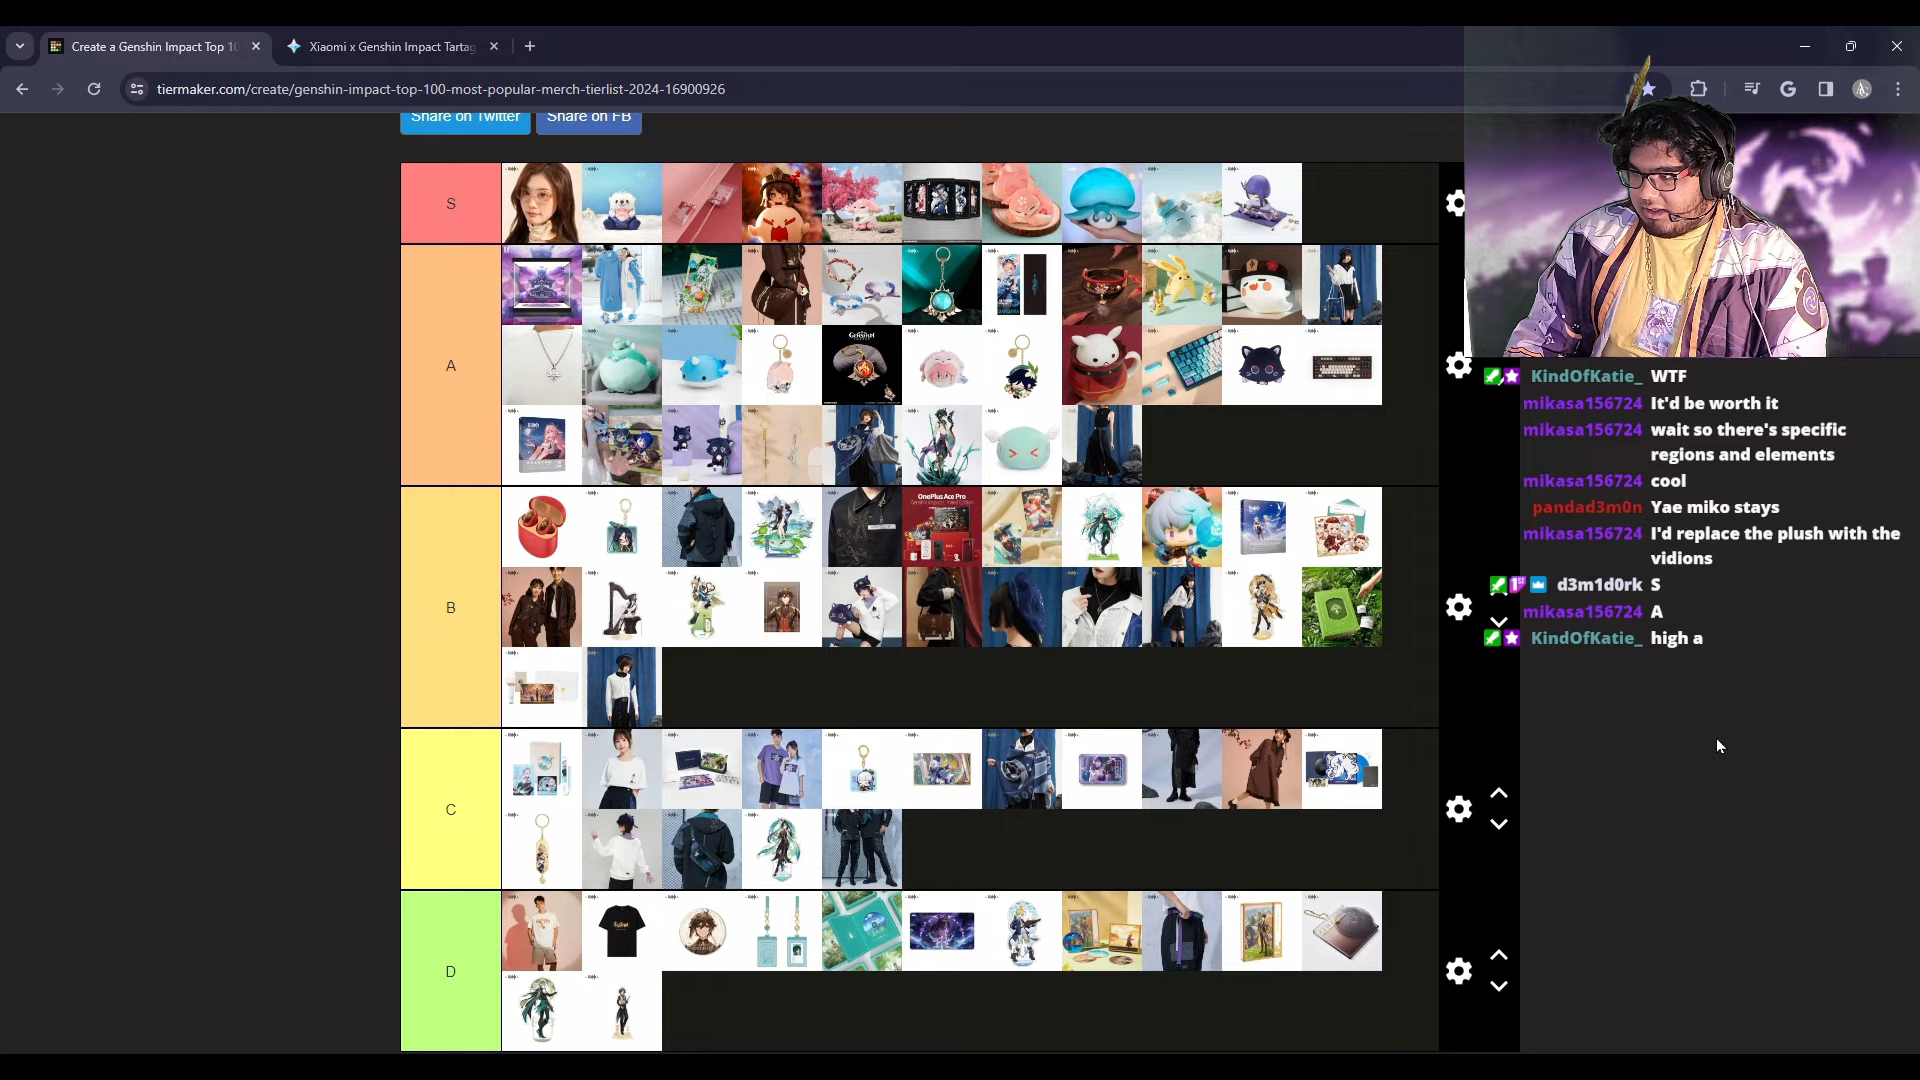 Create a Genshin Impact Top 10
Xiaomi x Genshin Impact Tartag
tiermaker.com/create/genshin-impact-top-100-most-popular-merch-tierlist-2024-16900926
Share on Twitter
Share on FB
S
A
GENSHIN
B
OnePlus Ace Pro
C
D
KindOfKatie_ WTF
mikasa156724 It'd be worth it
mikasa156724 wait so there's specific
regions and elements
mikasa156724 cool
pandad3m0n Yae miko stays
mikasa156724 I'd replace the plush with the
vidions
d3m1d0rk S
mikasa156724 A
KindOfKatie_ high a